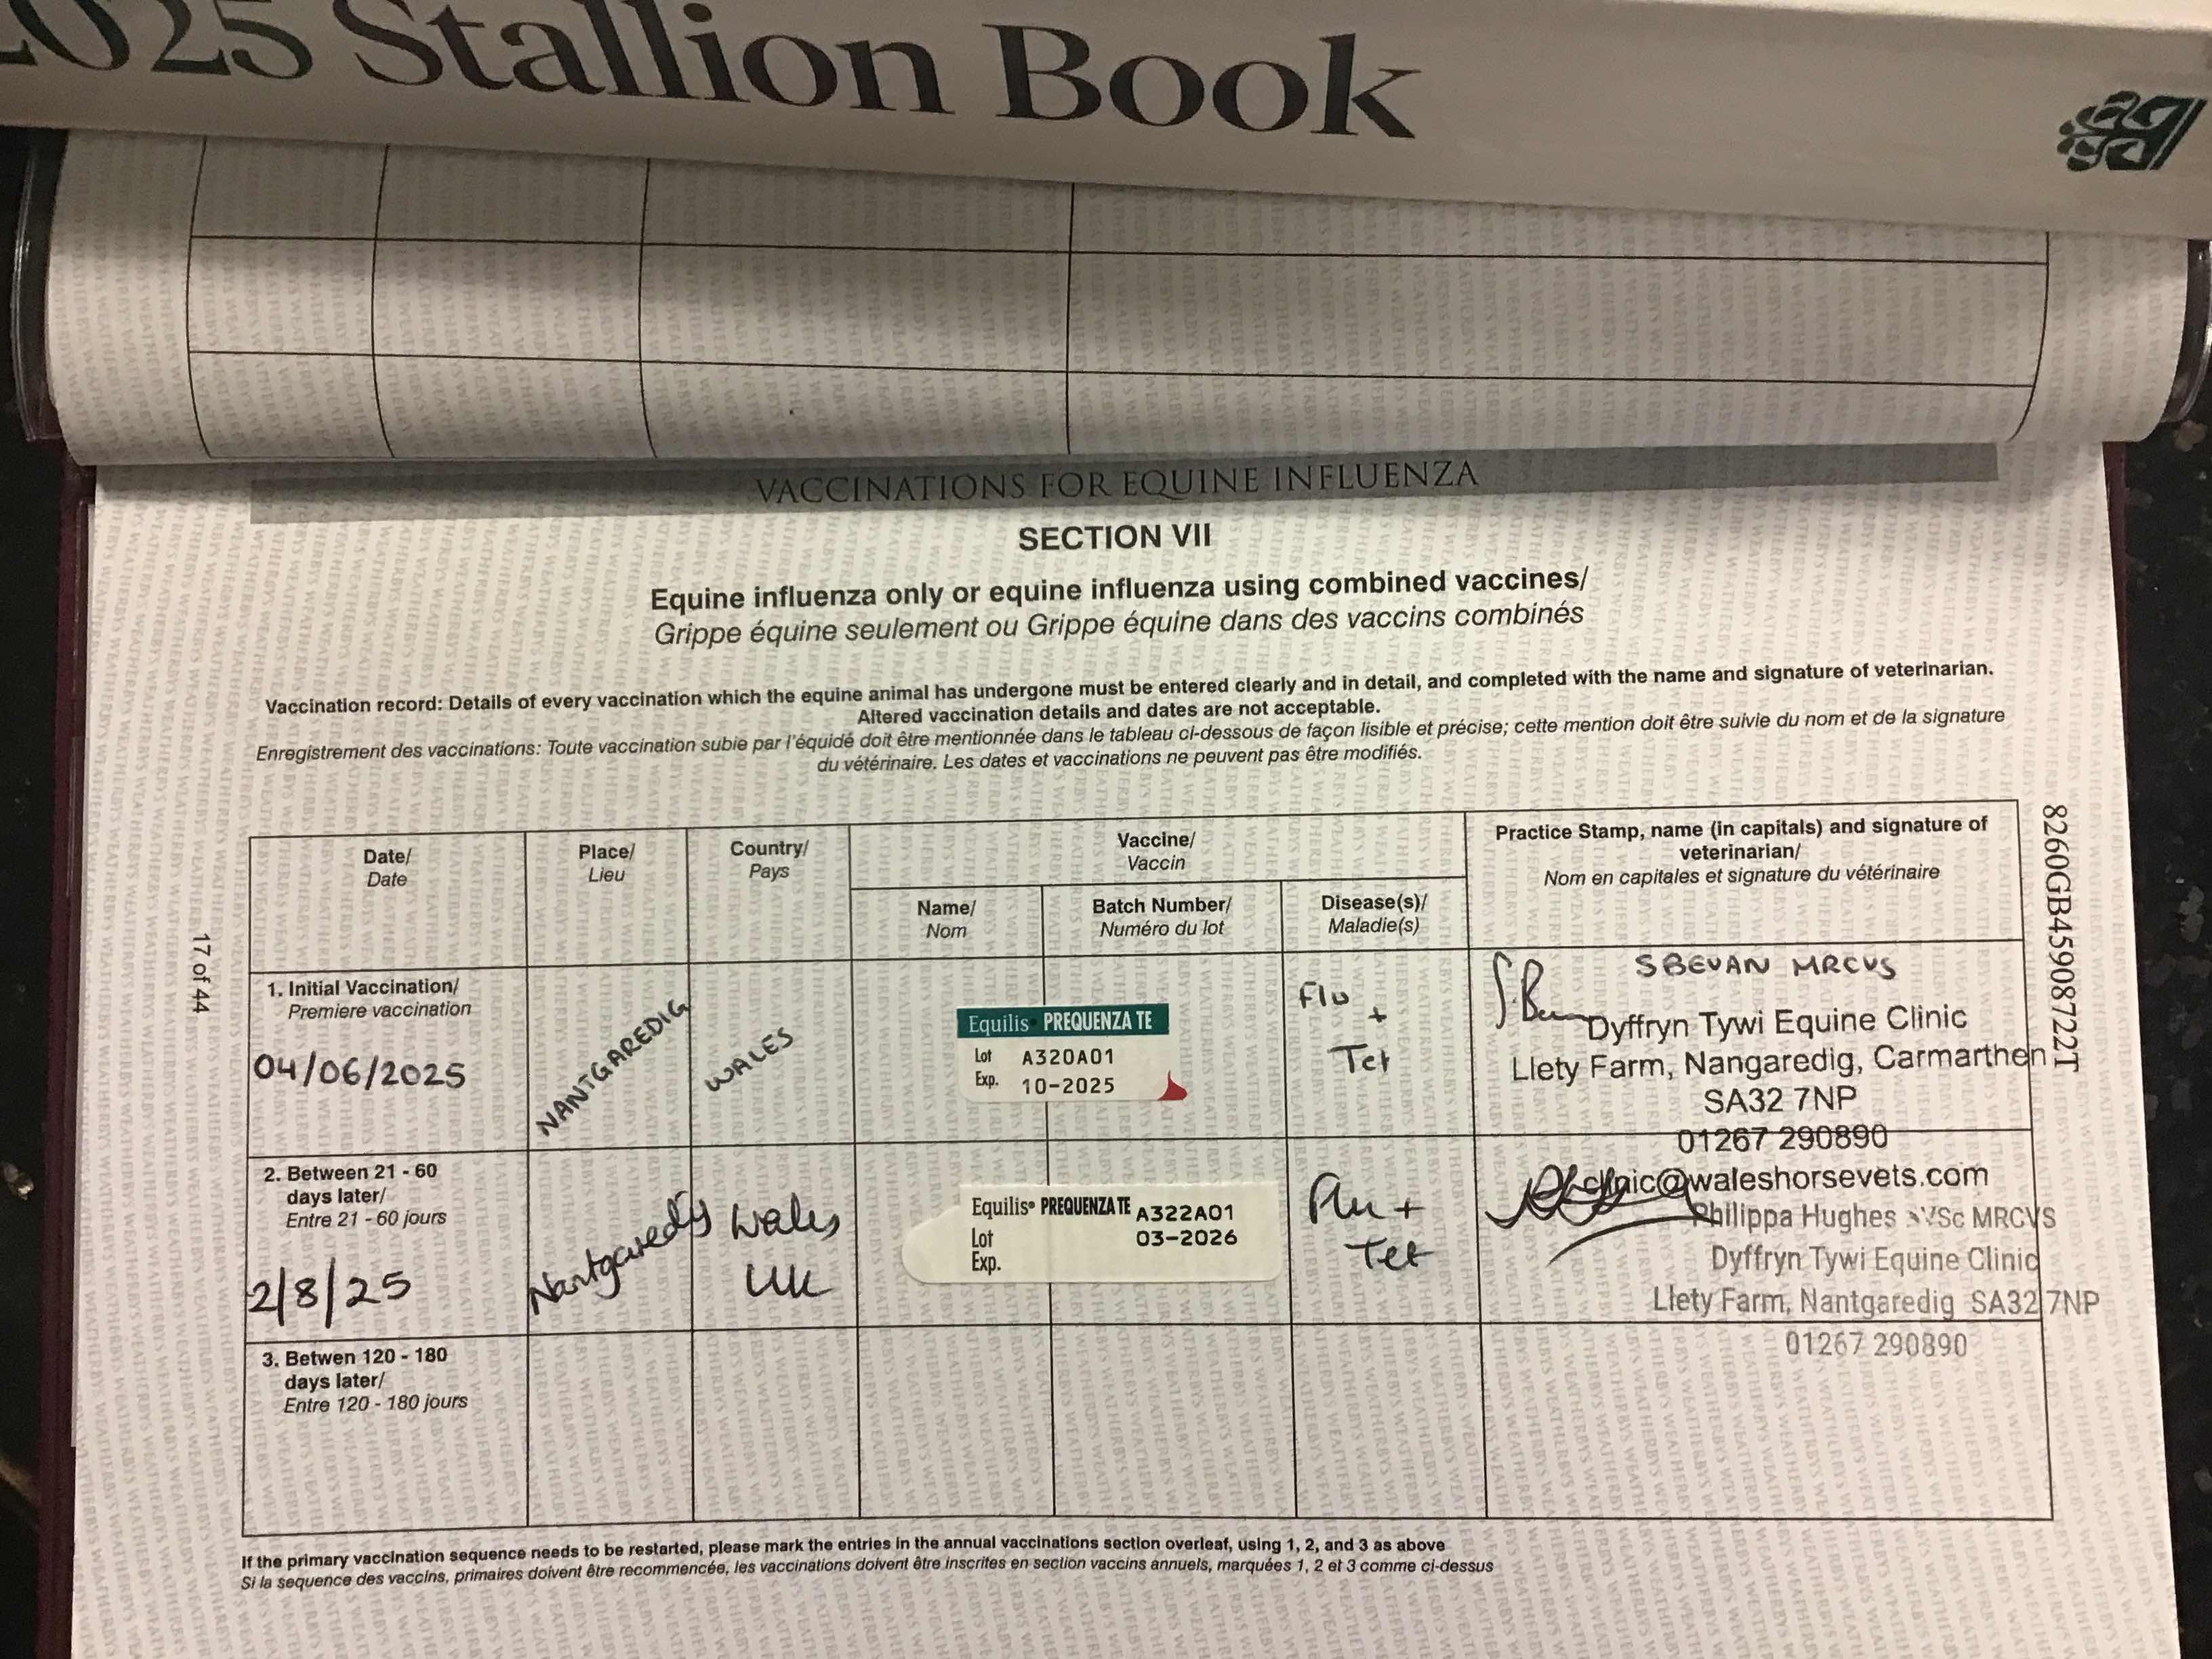 2025 Stallion Book
VACCINATIONS FOR EQUINE INFLUENZA
SECTION VII
Equine influenza only or equine influenza using combined vaccines/
Grippe équine seulement ou Grippe équine dans des vaccins combinés
Vaccination record: Details of every vaccination which the equine animal has undergone must be entered clearly and in detail, and completed with the name and signature of veterinarian.
Altered vaccination details and dates are not acceptable.
Enregistrement des vaccinations: Toute vaccination subie par l'équidé doit être mentionnée dans le tableau ci-dessous de façon lisible et précise; cette mention doit être suivie du nom et de la signature
du vétérinaire. Les dates et vaccinations ne peuvent pas être modifiés.
Date/
Date
Place/
Lieu
Country/
Pays
Vaccine/
Vaccin
Name/
Nom
Batch Number/
Numéro du lot
Disease(s)/
Maladie(s)
Practice Stamp, name (in capitals) and signature of
veterinarian/
Nom en capitales et signature du vétérinaire
8260GB45908722T
17 of 44
1. Initial Vaccination/
Premiere vaccination
04/06/2025
NANTGAREDIG
WALES
Equilis PREQUENZA TE
Lot A320A01
Exp. 10-2025
Flu
+
Tet
S BEVAN MRCVS
Dyffryn Tywi Equine Clinic
Llety Farm, Nangaredig, Carmarthen
SA32 7NP
01267 290890
clinic@waleshorsevets.com
2. Between 21 - 60
days later/
Entre 21 - 60 jours
2/8/25
Nantgaredig
Wales
UK
Equilis® PREQUENZA TE A322A01
Lot 03-2026
Exp.
Flu +
Tet
Philippa Hughes MRCVS
Dyffryn Tywi Equine Clinic
Llety Farm, Nantgaredig SA32 7NP
01267 290890
3. Betwen 120 - 180
days later/
Entre 120 - 180 jours
If the primary vaccination sequence needs to be restarted, please mark the entries in the annual vaccinations section overleaf, using 1, 2, and 3 as above
Si la sequence des vaccins, primaires doivent être recommencée, les vaccinations doivent être inscrites en section vaccins annuels, marquées 1, 2 et 3 comme ci-dessus